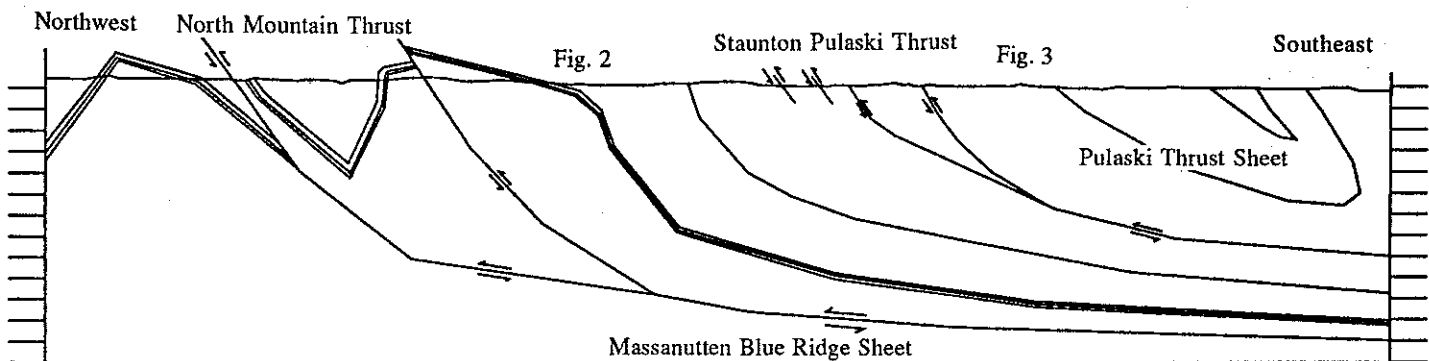 Northwest
North Mountain Thrust
Fig. 2
Staunton Pulaski Thrust
Fig. 3
Southeast
Pulaski Thrust Sheet
Massanutten Blue Ridge Sheet